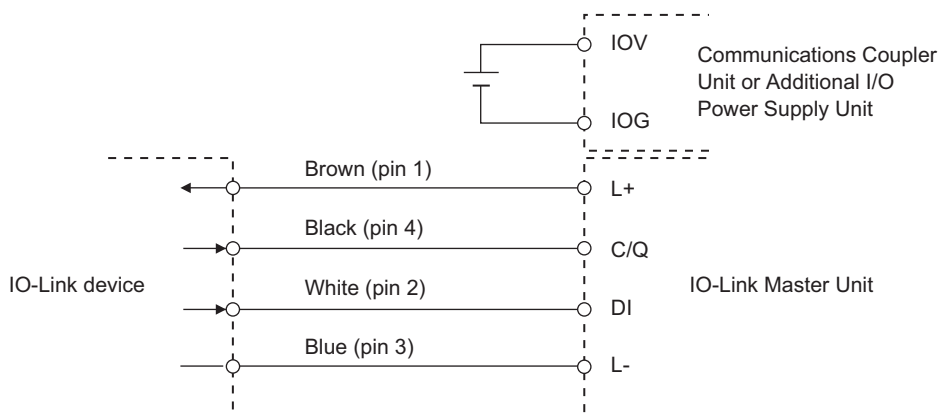 IOV
Communications Coupler
Unit or Additional I/O
Power Supply Unit
IOG
Brown (pin 1)
L+
Black (pin 4)
C/Q
IO-Link device
White (pin 2)
IO-Link Master Unit
DI
Blue (pin 3)
L-